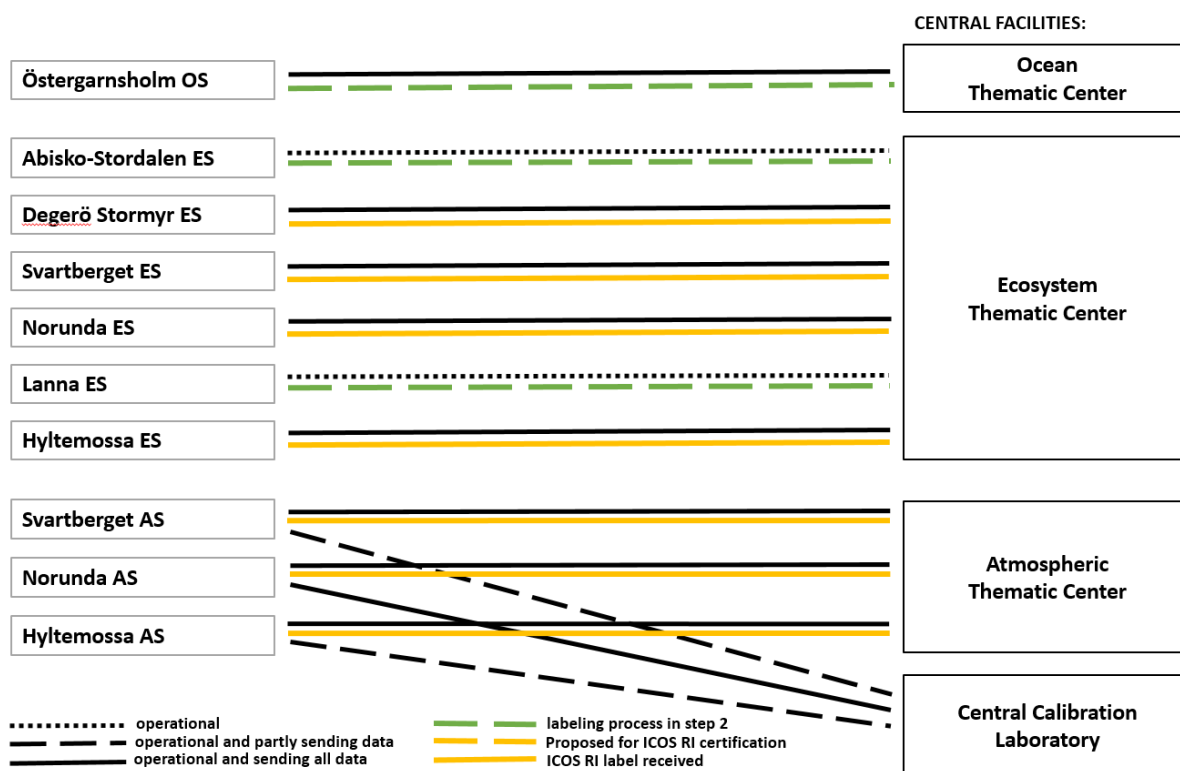 CENTRAL FACILITIES:
Östergarnsholm OS
Ocean
Thematic Center
Abisko-Stordalen ES
Degerö Stormyr ES
Svartberget ES
Norunda ES
Lanna ES
Hyltemossa ES
Ecosystem
Thematic Center
Svartberget AS
Norunda AS
Hyltemossa AS
Atmospheric
Thematic Center
Central Calibration
Laboratory
operational
operational and partly sending data
operational and sending all data
labeling process in step 2
Proposed for ICOS RI certification
ICOS RI label received